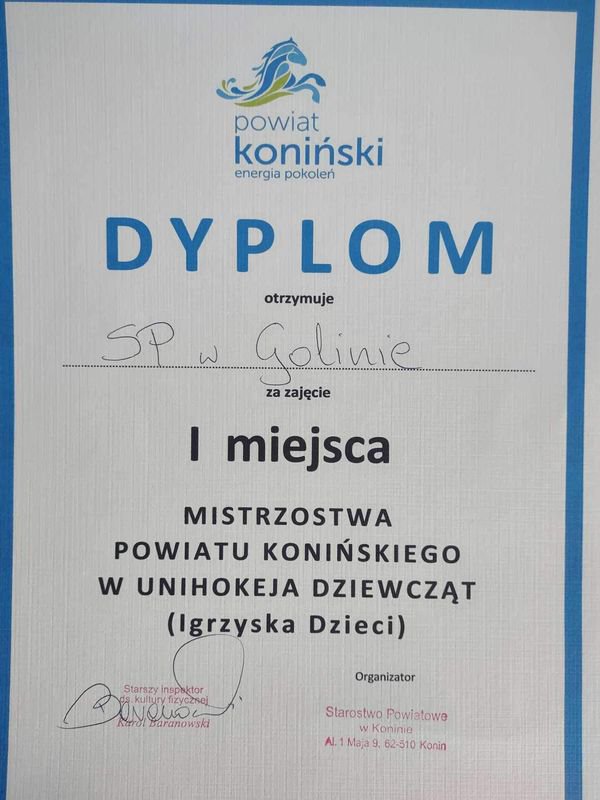 powiat
koniński
energia pokoleń
DYPLOM
otrzymuje
SP w Golinie
za zajęcie
I miejsca
MISTRZOSTWA
POWIATU KONIŃSKIEGO
W UNIHOKEJA DZIEWCZĄT
(Igrzyska Dzieci)
Organizator
Starszy inspektor
ds. kultury fizycznej
Karol Baranowski
Starostwo Powiatowe
w Koninie
Al. 1 Maja 9, 62-510 Konin